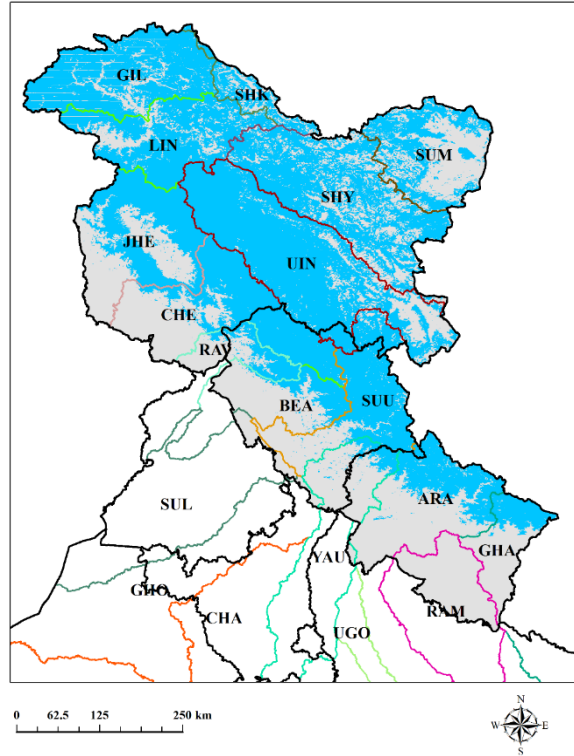 GIL
SHK
LIN
SUM
SHY
JHE
UIN
CHE
RAV
BEA
SUU
ARA
SUL
GHA
YAU
GHO
CHA
RAM
UGO
0 62.5 125 250 km
N
W E
S